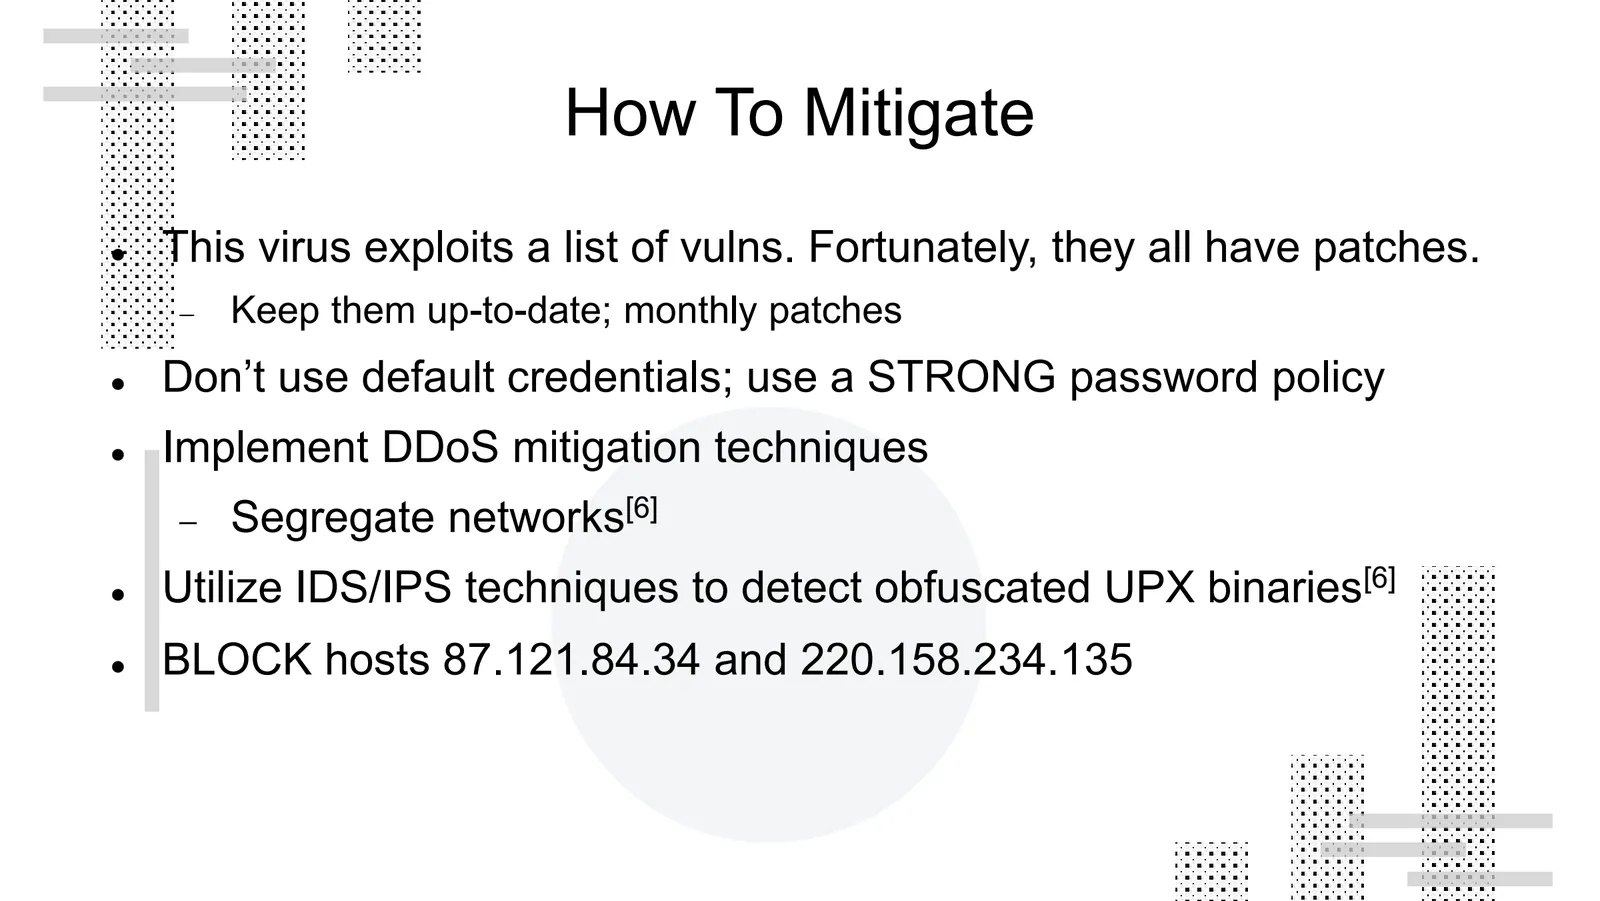 How To Mitigate
● This virus exploits a list of vulns. Fortunately, they all have patches.
– Keep them up-to-date; monthly patches
● Don’t use default credentials; use a STRONG password policy
● Implement DDoS mitigation techniques
– Segregate networks[6]
● Utilize IDS/IPS techniques to detect obfuscated UPX binaries[6]
● BLOCK hosts 87.121.84.34 and 220.158.234.135